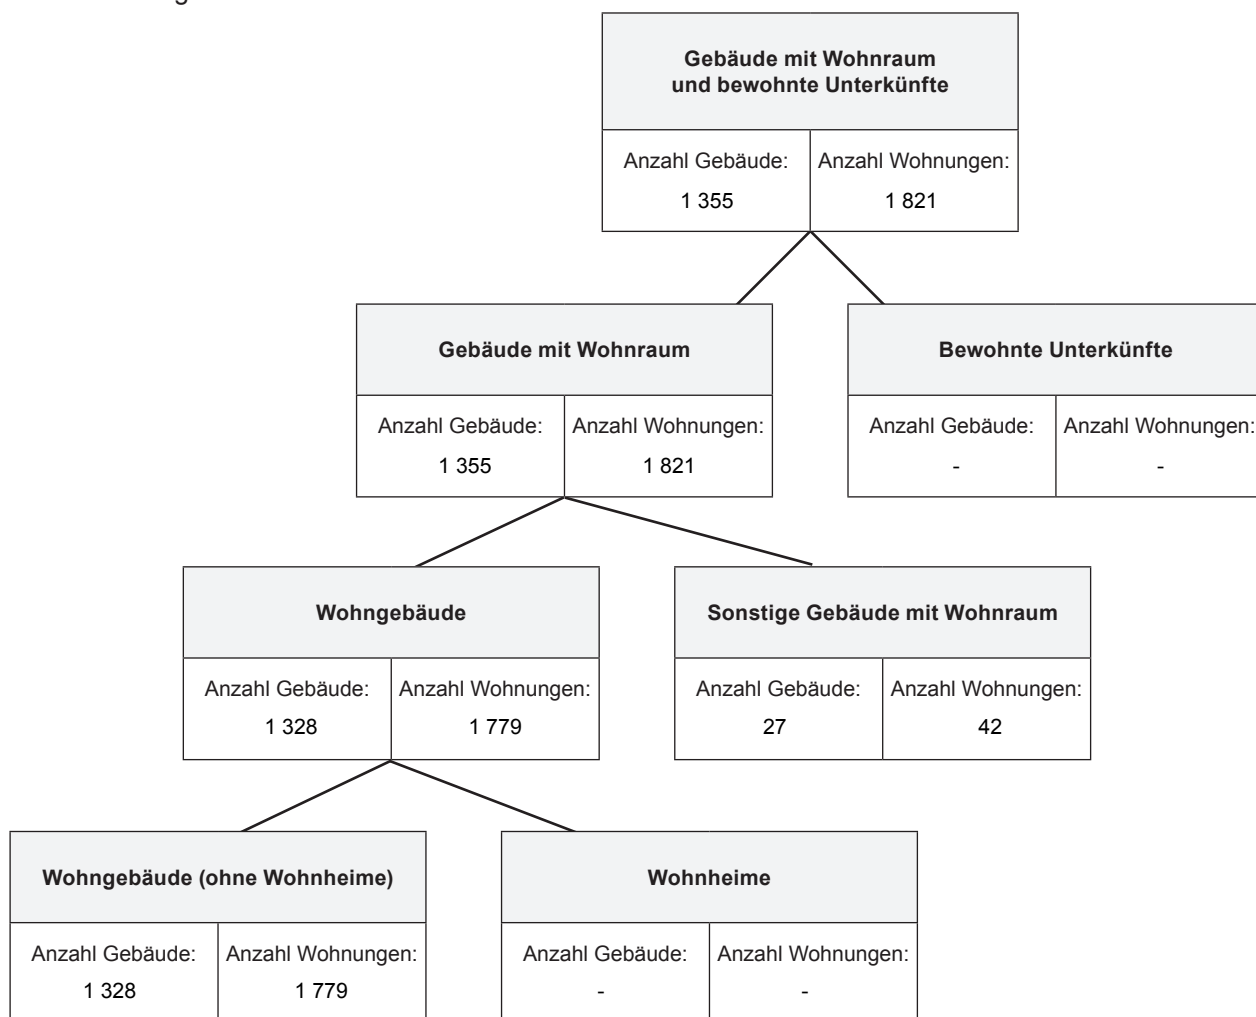 Gebäude mit Wohnraum
und bewohnte Unterkünfte
Anzahl Gebäude: Anzahl Wohnungen:
1 355 1 821
Gebäude mit Wohnraum Bewohnte Unterkünfte
Anzahl Gebäude: Anzahl Wohnungen: Anzahl Gebäude: Anzahl Wohnungen:
1 355 1 821 - -
Wohngebäude Sonstige Gebäude mit Wohnraum
Anzahl Gebäude: Anzahl Wohnungen: Anzahl Gebäude: Anzahl Wohnungen:
1 328 1 779 27 42
Wohngebäude (ohne Wohnheime) Wohnheime
Anzahl Gebäude: Anzahl Wohnungen: Anzahl Gebäude: Anzahl Wohnungen:
1 328 1 779 - -